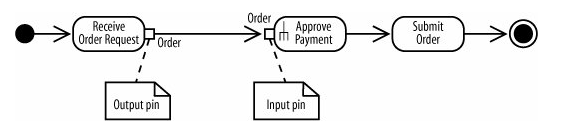 Receive
Order Request
Order
Order
Approve
Payment
Submit
Order
Output pin
Input pin